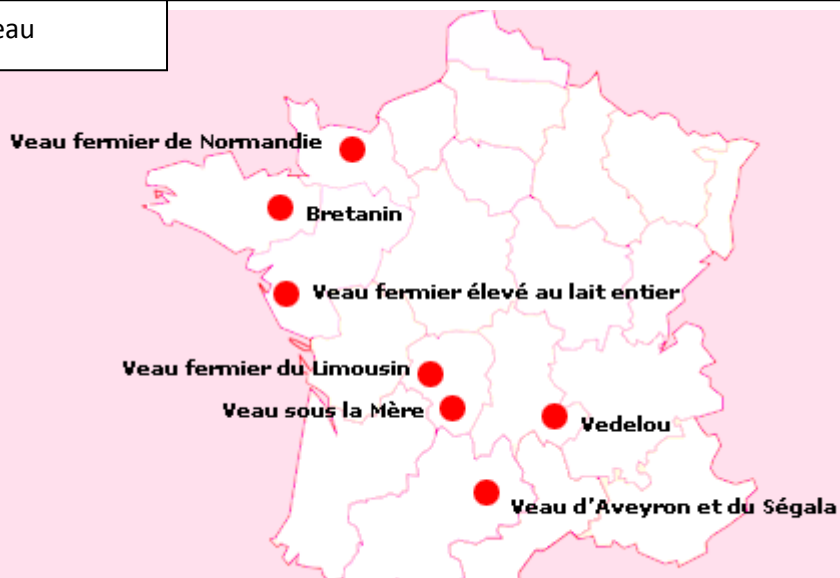 eau
Veau fermier de Normandie
Bretanin
Veau fermier élevé au lait entier
Veau fermier du Limousin
Veau sous la Mère
Vedelou
Veau d'Aveyron et du Ségala